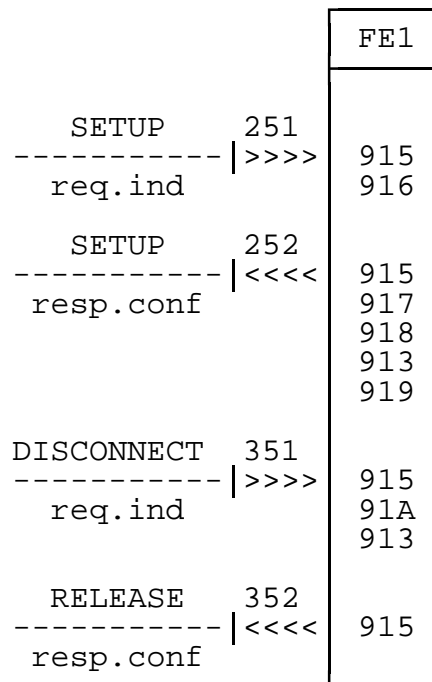 FE1
SETUP 251
-----------|>>>> 915
req.ind 916
SETUP 252
-----------|<<<< 915
resp.conf 917
918
913
919
DISCONNECT 351
-----------|>>>> 915
req.ind 91A
913
RELEASE 352
-----------|<<<< 915
resp.conf